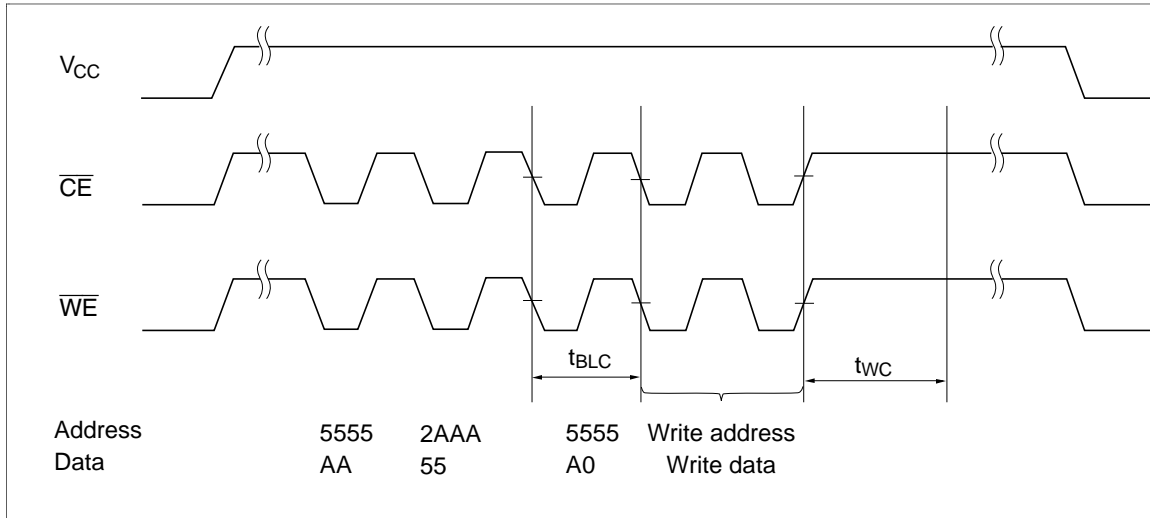 VCC
CE
WE
tBLC
tWC
Address 5555 2AAA 5555 Write address
Data AA 55 A0 Write data